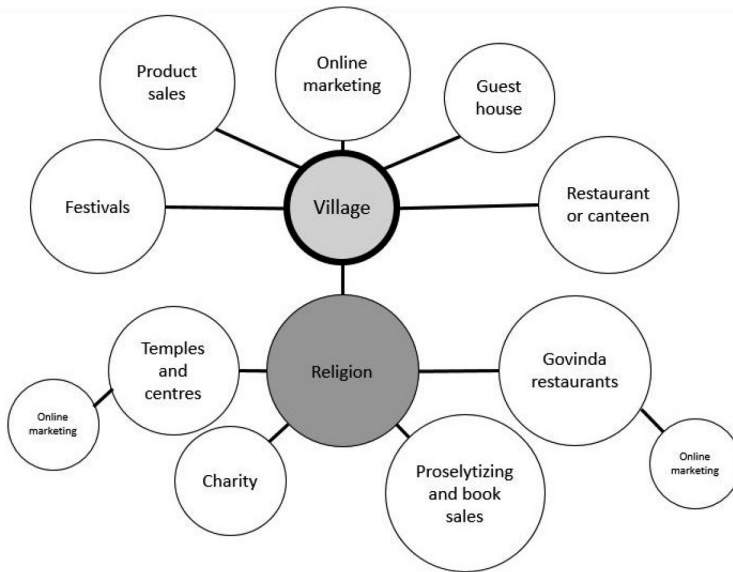 Product
sales
Online
marketing
Guest
house
Festivals
Village
Restaurant
or canteen
Temples
and
centres
Religion
Govinda
restaurants
Online
marketing
Charity
Proselytizing
and book
sales
Online
marketing